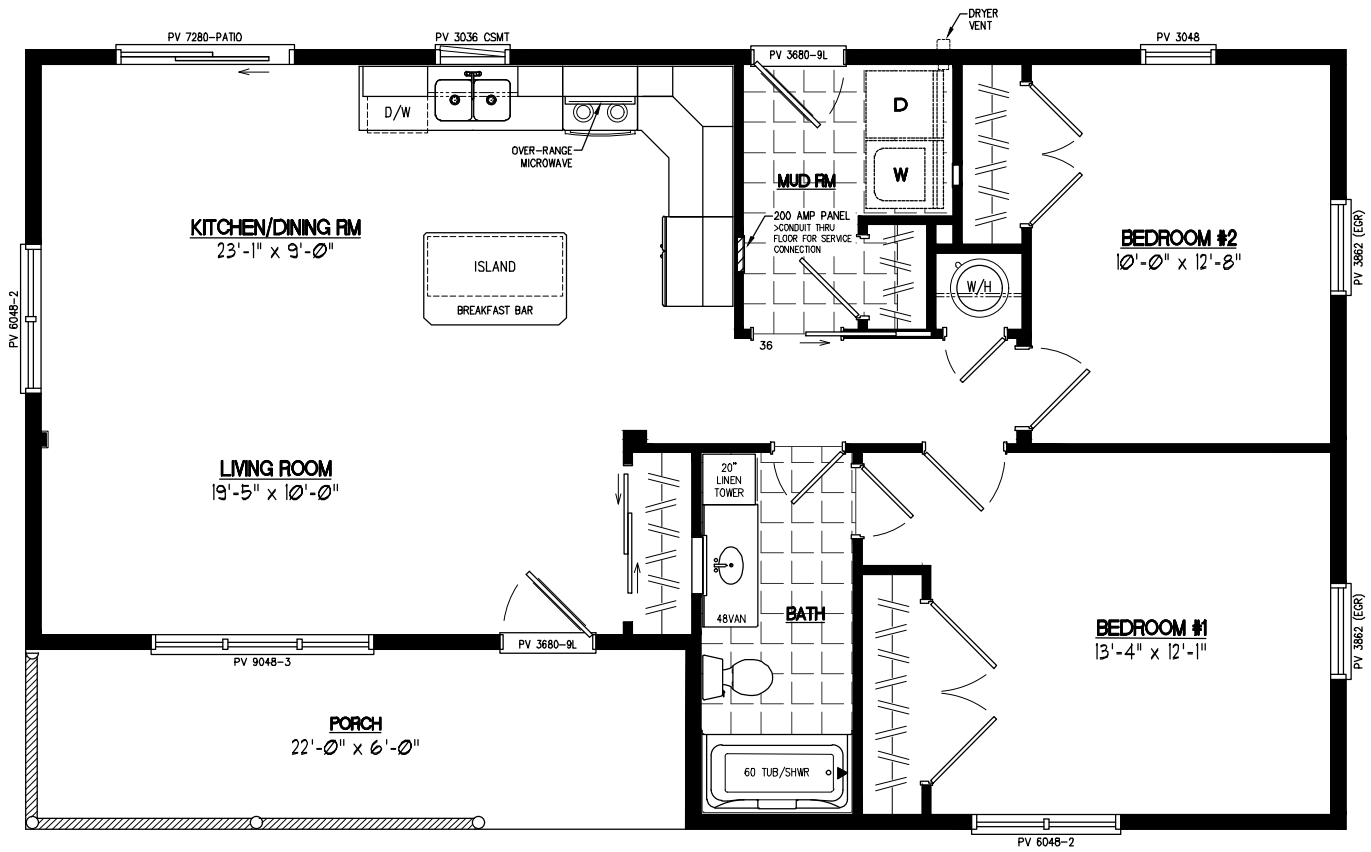 DRYER
VENT
PV 7280-PATIO
PV 3036 CSMT
PV 3680-9L
PV 3048
D/W
D
OVER-RANGE
MICROWAVE
MUD RM
W
200 AMP PANEL
>CONDUIT THRU
FLOOR FOR SERVICE
CONNECTION
KITCHEN/DINING RM
23'-1" x 9'-0"
BEDROOM #2
10'-0" x 12'-8"
PV 3862 (EGR)
ISLAND
BREAKFAST BAR
W/H
PV 6048-2
36
LIVING ROOM
19'-5" x 10'-0"
20"
LINEN
TOWER
48VAN
BATH
BEDROOM #1
13'-4" x 12'-1"
PV 3862 (EGR)
PV 3680-9L
PV 9048-3
PORCH
22'-0" x 6'-0"
60 TUB/SHWR
PV 6048-2